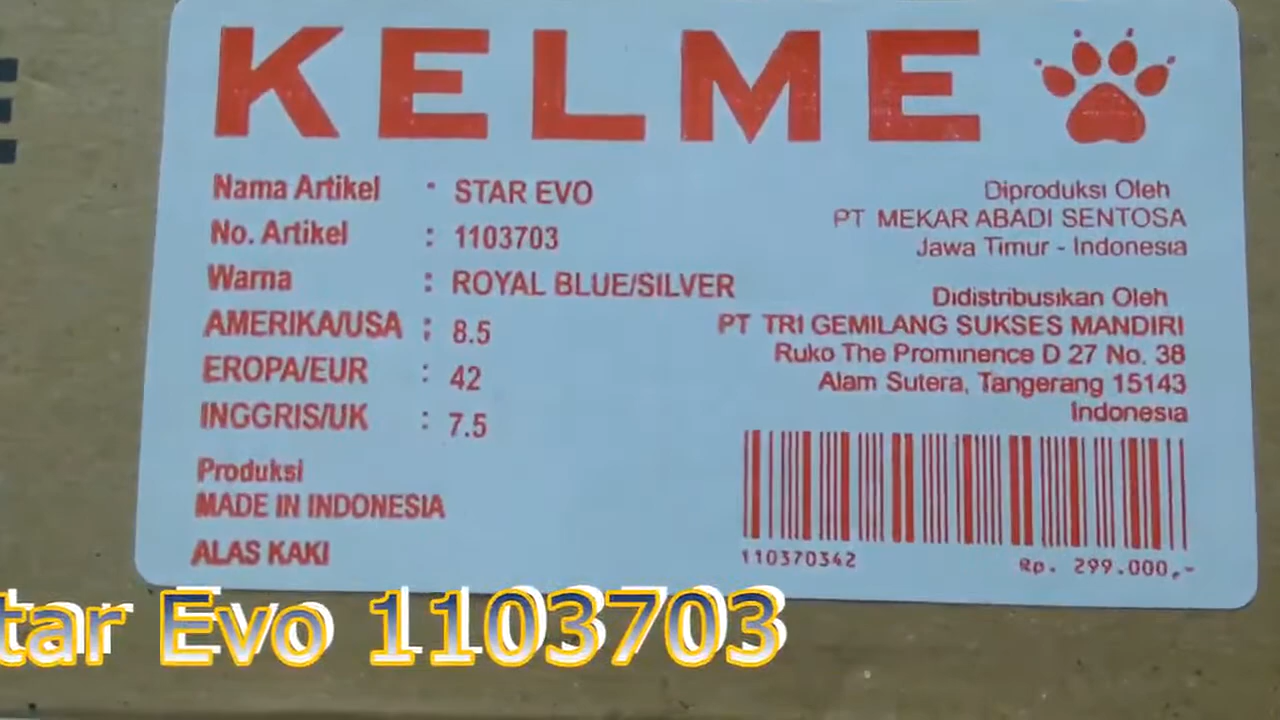 KELME
Nama Artikel : STAR EVO
No. Artikel : 1103703
Warna : ROYAL BLUE/SILVER
AMERIKA/USA : 8.5
EROPA/EUR : 42
INGGRIS/UK : 7.5
Produksi
MADE IN INDONESIA
ALAS KAKI
Diproduksi Oleh
PT MEKAR ABADI SENTOSA
Jawa Timur - Indonesia
Didistribusikan Oleh
PT TRI GEMILANG SUKSES MANDIRI
Ruko The Prominence D 27 No. 38
Alam Sutera, Tangerang 15143
Indonesia
110370342 Rp. 299.000,-
tar Evo 1103703